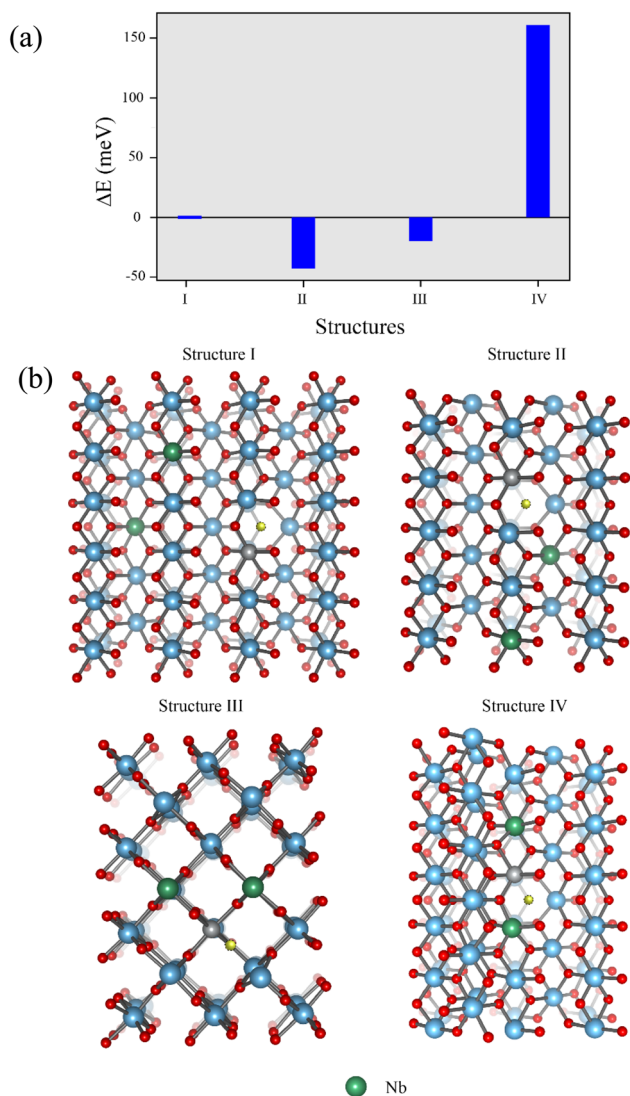 (a)
ΔE (meV)
150
100
50
0
-50
I II III IV
Structures
(b)
Structure I
Structure II
Structure III
Structure IV
Nb